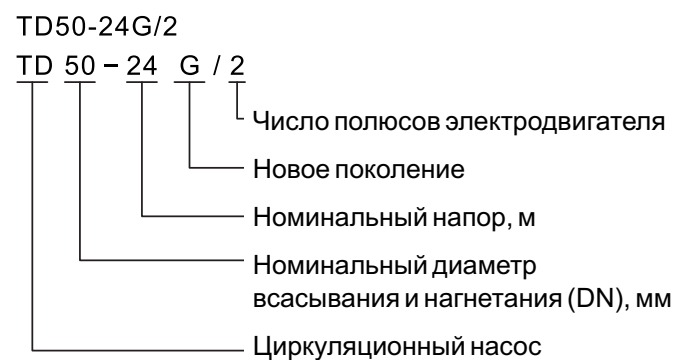 TD50-24G/2
TD 50 – 24 G / 2
Число полюсов электродвигателя
Новое поколение
Номинальный напор, м
Номинальный диаметр
всасывания и нагнетания (DN), мм
Циркуляционный насос